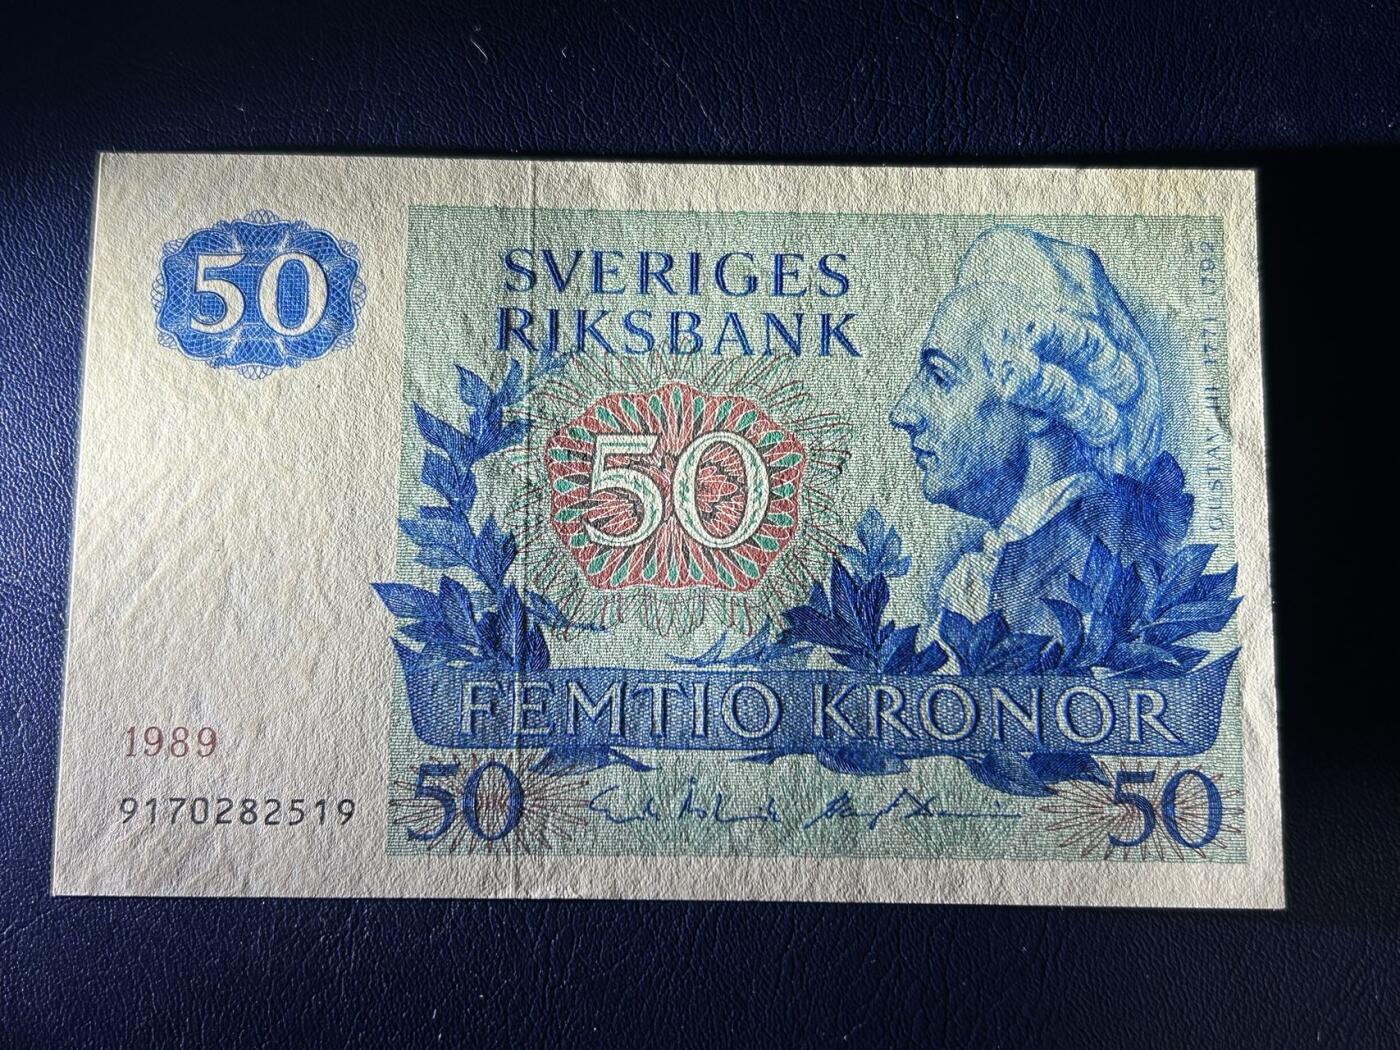 50
SVERIGES
RIKSBANK
50
GUSTAV III 1771-1792
FEMTIO KRONOR
1989
9170282519
50
50